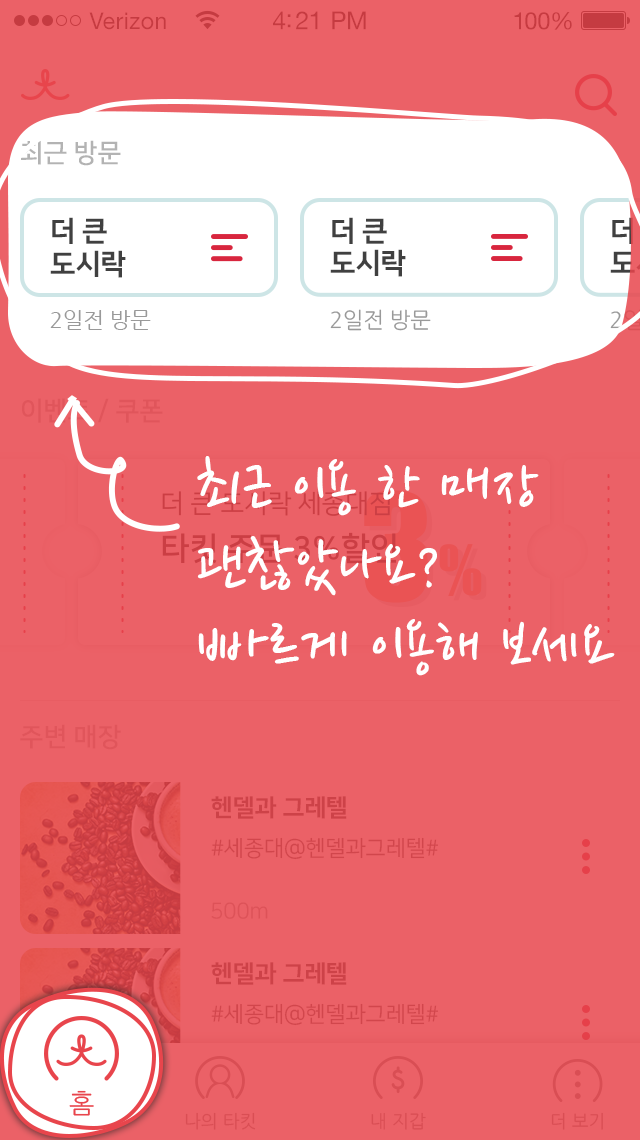 Verizon 4:21 PM 100%
최근 방문
더 큰 더 큰 더
도시락 도시락 도
2일전 방문 2일전 방문 2
이벤트 / 쿠폰
더 큰 도시락 세종대점
타킷 주문 3% 할인
3%
최근 이용 한 매장
괜찮았나요?
빠르게 이용해 보세요
주변 매장
헨델과 그레텔
#세종대@헨델과그레텔#
500m
헨델과 그레텔
#세종대@헨델과그레텔#
홈 나의 타킷 내 지갑 더 보기